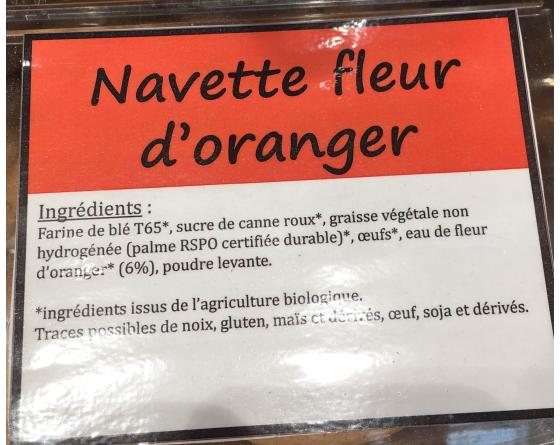 Navette fleur
d'oranger
Ingrédients :
Farine de blé T65*, sucre de canne roux*, graisse végétale non
hydrogénée (palme RSPO certifiée durable)*, œufs*, eau de fleur
d'oranger* (6%), poudre levante.
*ingrédients issus de l'agriculture biologique.
Traces possibles de noix, gluten, maïs et dérivés, œuf, soja et dérivés.